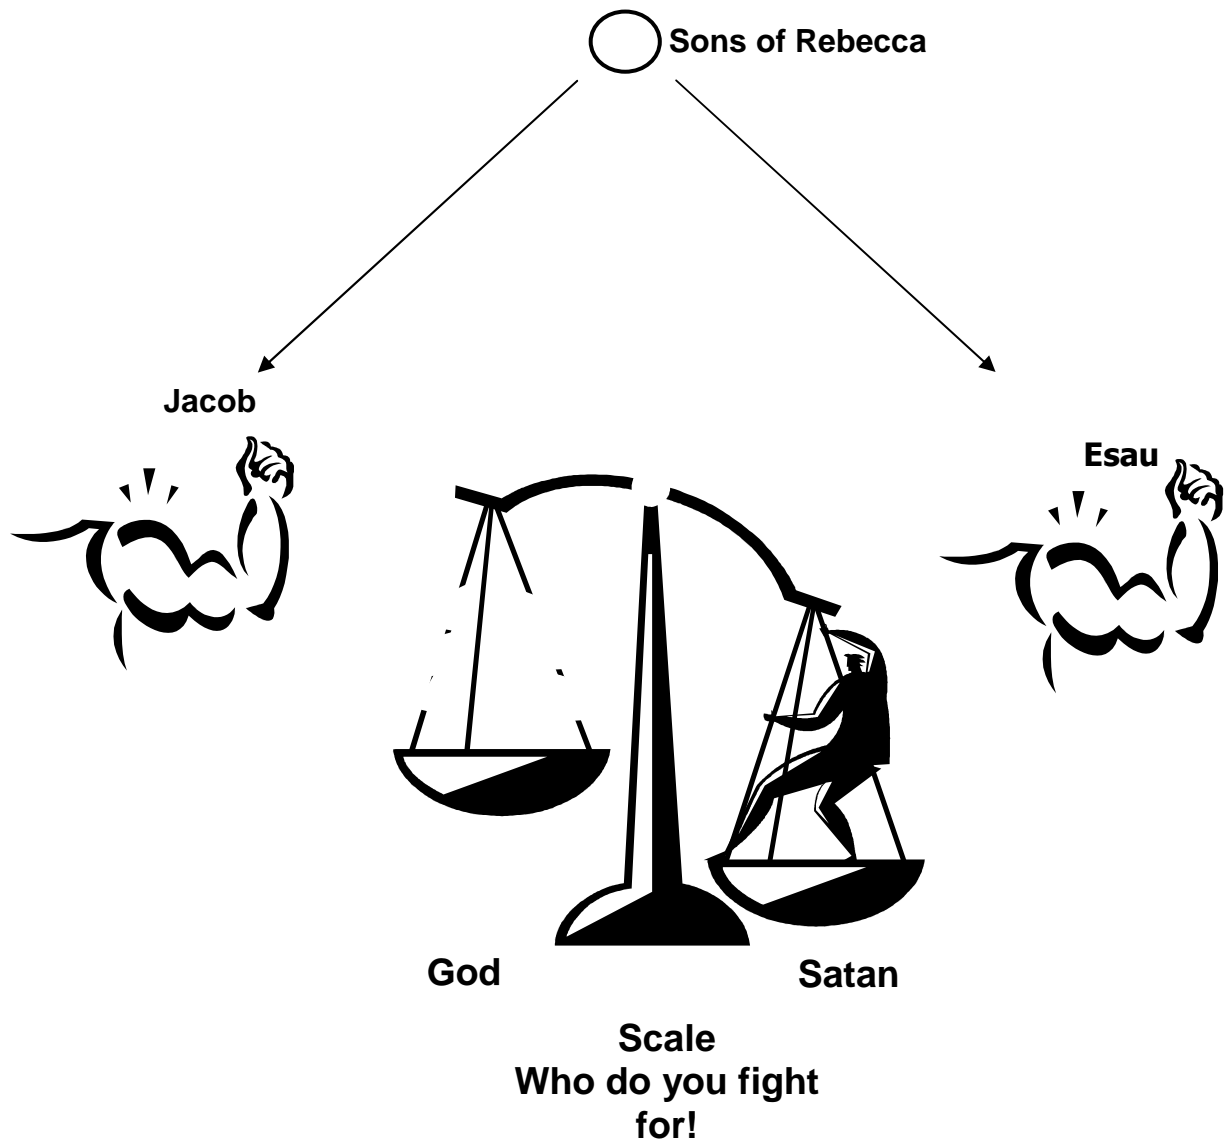 Sons of Rebecca
Jacob
Esau
God
Satan
Scale
Who do you fight
for!